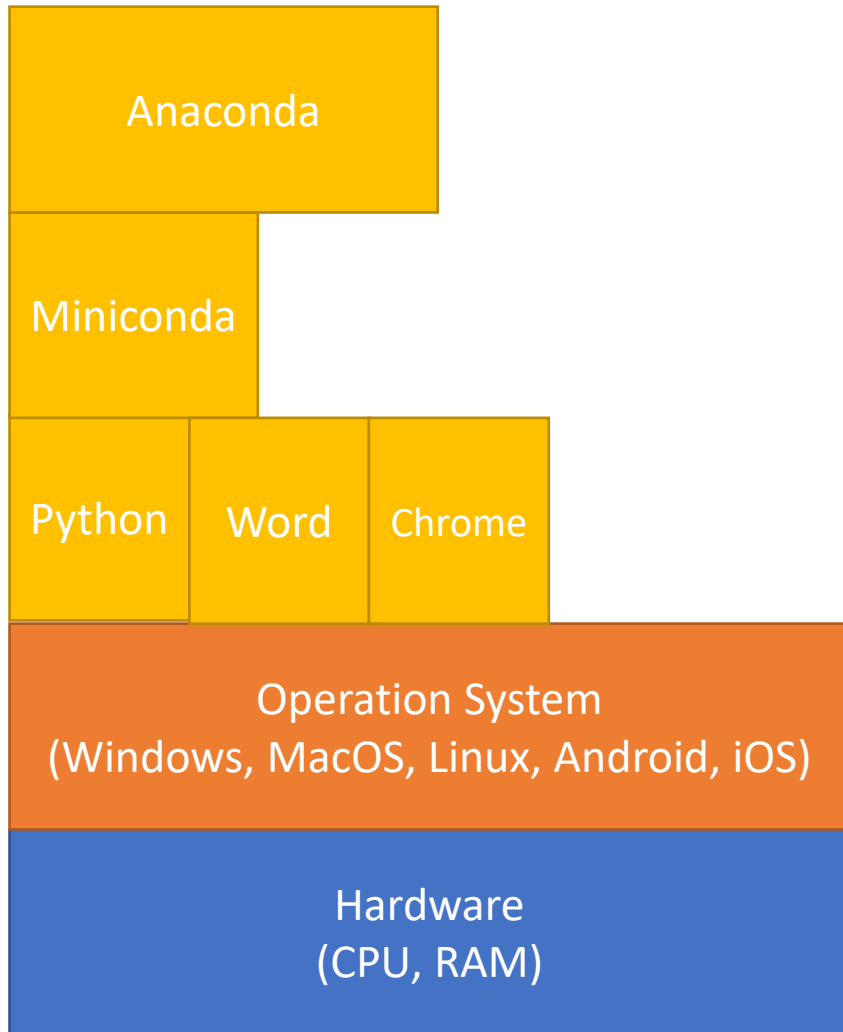 Anaconda
Miniconda
Python
Word
Chrome
Operation System
(Windows, MacOS, Linux, Android, iOS)
Hardware
(CPU, RAM)